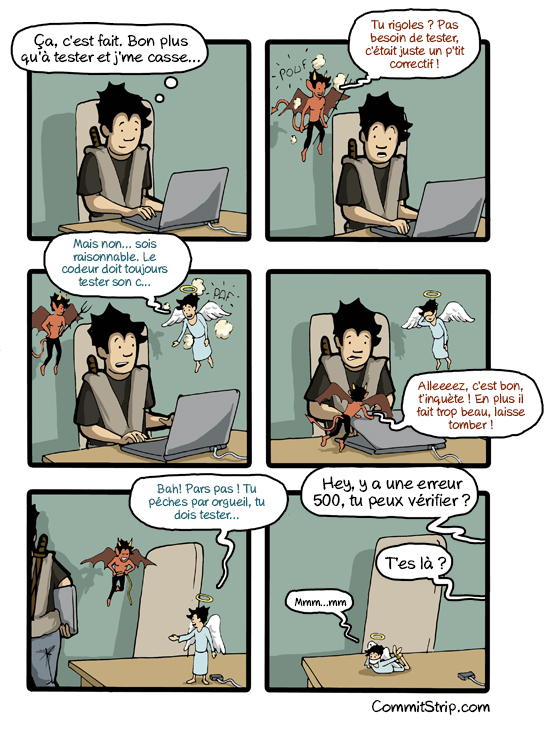 Ça, c'est fait. Bon plus
qu'à tester et j'me casse...
Tu rigoles ? Pas
besoin de tester,
c'était juste un p'tit
correctif !
POUF
Mais non... sois
raisonnable. Le
codeur doit toujours
tester son c...
PAF
Alleeeez, c'est bon,
t'inquète ! En plus il
fait trop beau, laisse
tomber !
Bah! Pars pas ! Tu
pêches par orgueil, tu
dois tester...
Hey, y a une erreur
500, tu peux vérifier ?
T'es là ?
Mmm...mm
CommitStrip.com